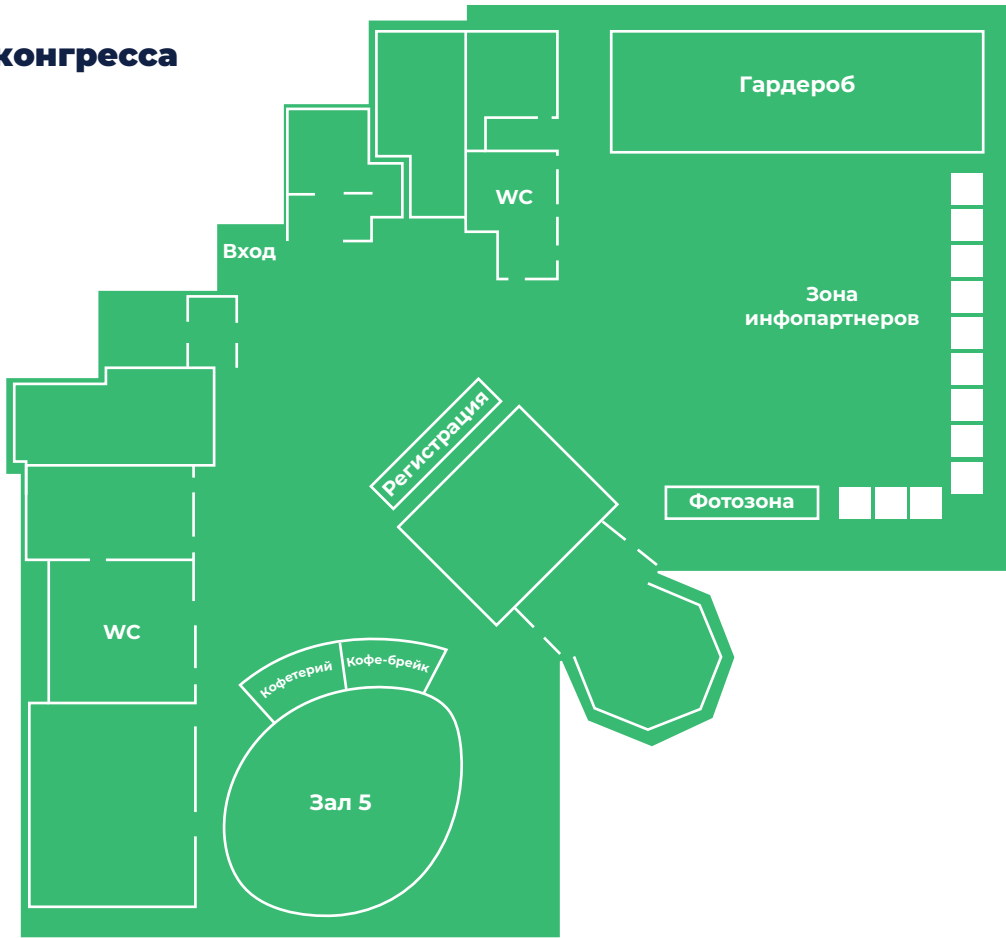 конгресса
Гардероб
WC
Вход
Зона
инфопартнеров
Регистрация
Фотозона
WC
Кофетерий
Кофе-брейк
Зал 5